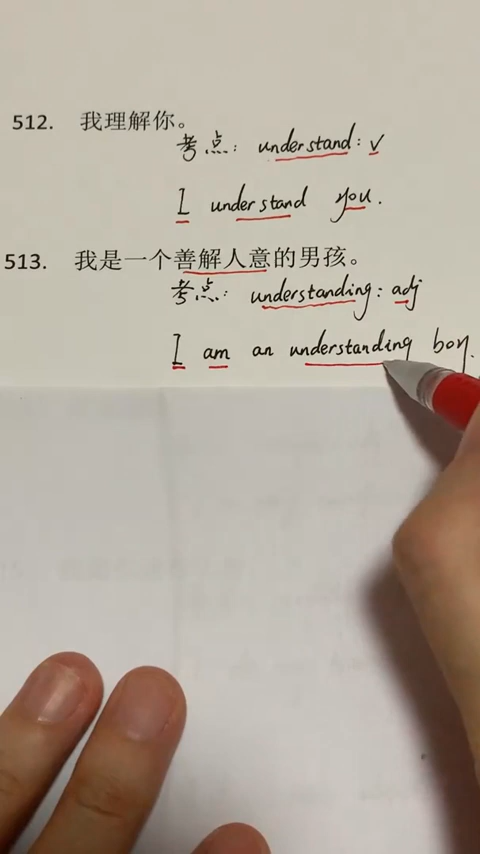 512. 我理解你。
考点: understand: v
I understand you.
513. 我是一个善解人意的男孩。
考点: understanding: adj
I am an understanding boy.